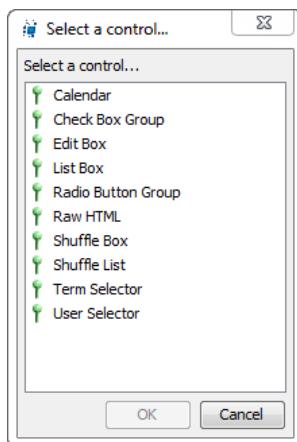 Select a control...
Select a control...
Calendar
Check Box Group
Edit Box
List Box
Radio Button Group
Raw HTML
Shuffle Box
Shuffle List
Term Selector
User Selector
OK
Cancel